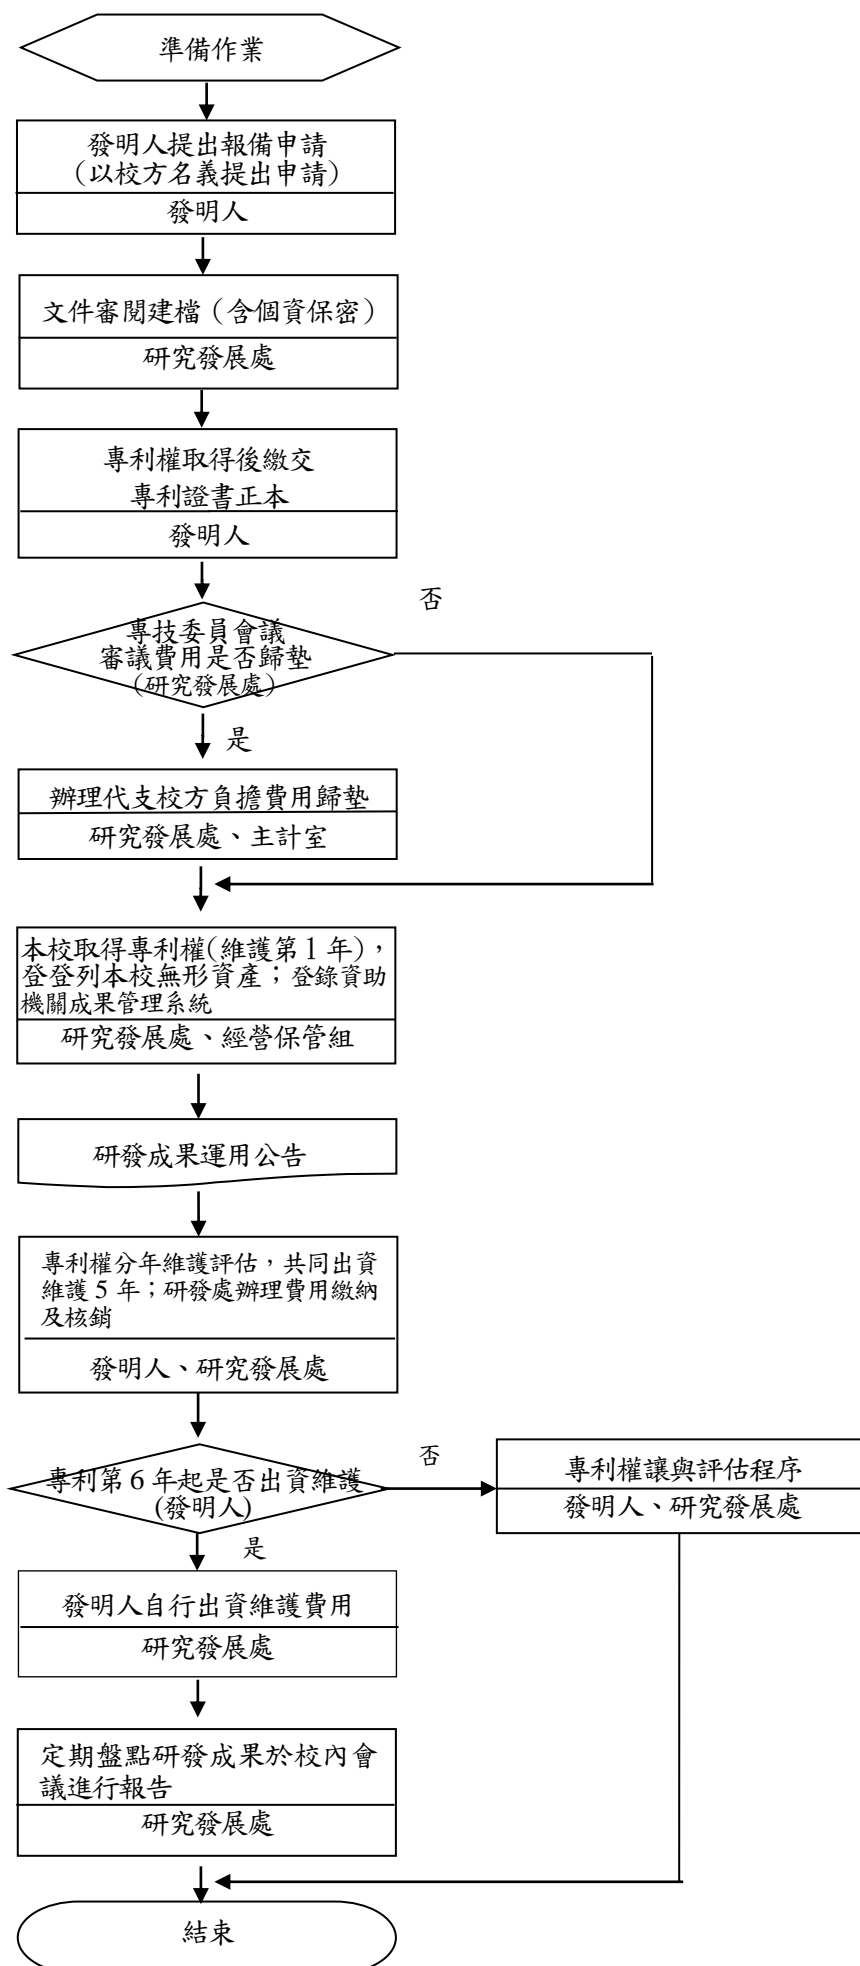 準備作業
發明人提出報備申請
（以校方名義提出申請）
發明人
文件審閱建檔（含個資保密）
研究發展處
專利權取得後繳交
專利證書正本
發明人
否
專技委員會議
審議費用是否歸墊
(研究發展處)
是
辦理代支校方負擔費用歸墊
研究發展處、主計室
本校取得專利權(維護第1年)，
登登列本校無形資產；登錄資助
機關成果管理系統
研究發展處、經營保管組
研發成果運用公告
專利權分年維護評估，共同出資
維護5年；研發處辦理費用繳納
及核銷
發明人、研究發展處
專利第6年起是否出資維護
(發明人)
否
專利權讓與評估程序
發明人、研究發展處
是
發明人自行出資維護費用
研究發展處
定期盤點研發成果於校內會
議進行報告
研究發展處
結束